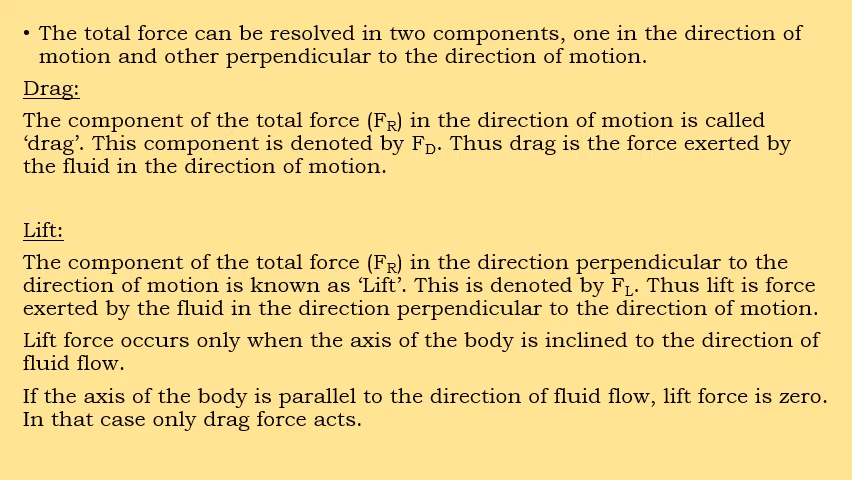 • The total force can be resolved in two components, one in the direction of
motion and other perpendicular to the direction of motion.
Drag:
The component of the total force (FR) in the direction of motion is called
‘drag’. This component is denoted by FD. Thus drag is the force exerted by
the fluid in the direction of motion.
Lift:
The component of the total force (FR) in the direction perpendicular to the
direction of motion is known as ‘Lift’. This is denoted by FL. Thus lift is force
exerted by the fluid in the direction perpendicular to the direction of motion.
Lift force occurs only when the axis of the body is inclined to the direction of
fluid flow.
If the axis of the body is parallel to the direction of fluid flow, lift force is zero.
In that case only drag force acts.